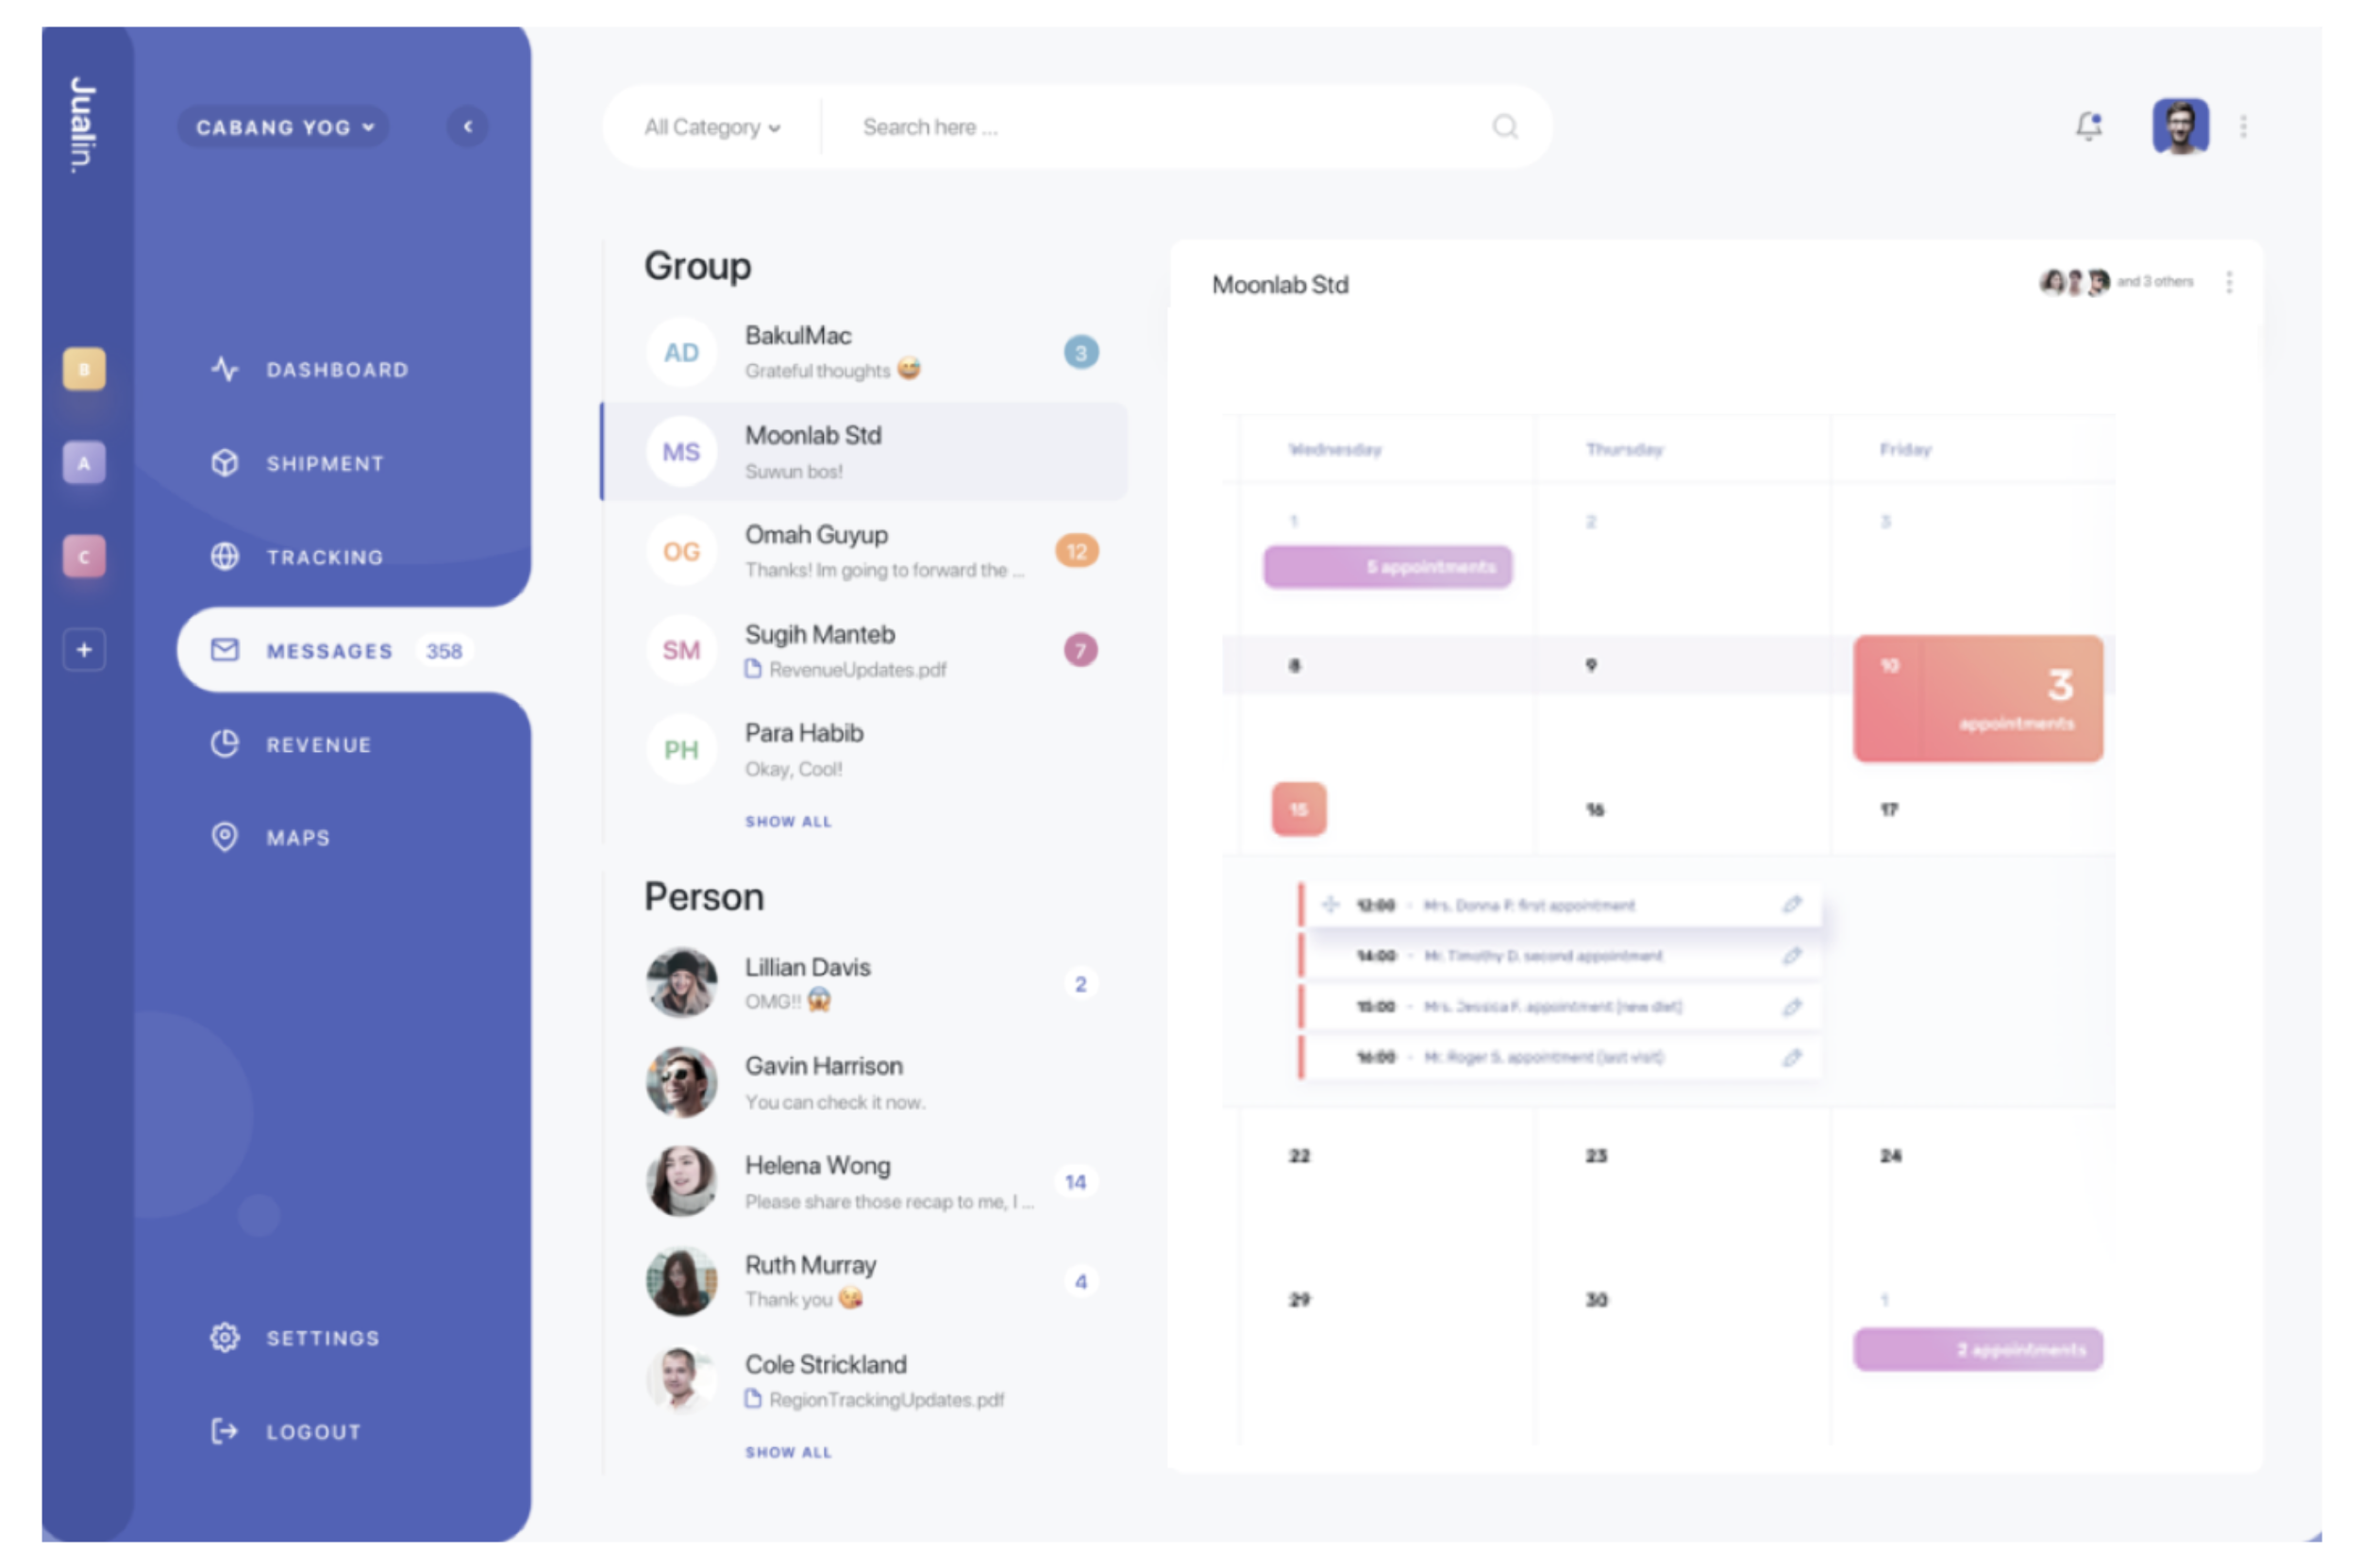 Jualin.
CABANG YOG
B
A
C
+
DASHBOARD
SHIPMENT
TRACKING
MESSAGES 358
REVENUE
MAPS
SETTINGS
LOGOUT
All Category
Search here ...
Group
AD BakulMac 3
Grateful thoughts 😅
MS Moonlab Std
Suwun bos!
OG Omah Guyup 12
Thanks! Im going to forward the ...
SM Sugih Manteb 7
RevenueUpdates.pdf
PH Para Habib
Okay, Cool!
SHOW ALL
Person
Lillian Davis 2
OMG!! 😱
Gavin Harrison
You can check it now.
Helena Wong 14
Please share those recap to me, I ...
Ruth Murray 4
Thank you 😘
Cole Strickland
RegionTrackingUpdates.pdf
SHOW ALL
Moonlab Std
and 3 others
Wednesday Thursday Friday
1 2 3
5 appointments
8 9 10
3
appointments
15 16 17
12:00 - Mrs. Donna P. first appointment
14:00 - Mr. Timothy D. second appointment
15:00 - Mrs. Jessica F. appointment (new diet)
16:00 - Mr. Roger S. appointment (last visit)
22 23 24
29 30 1
2 appointments